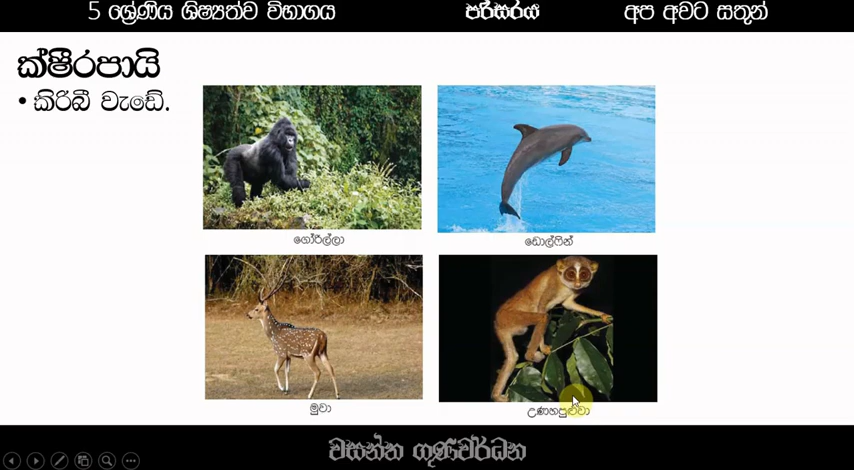 5 ශ්‍රේණිය ශිෂ්‍යත්ව විභාගය පරිසරය අප අවට සතුන්
ක්ෂීරපායි
• කිරිබී වැඩේ.
ගෝරිල්ලා ඩොල්ෆින්
මුවා උණහපුළුවා
වසන්ත ගුණවර්ධන